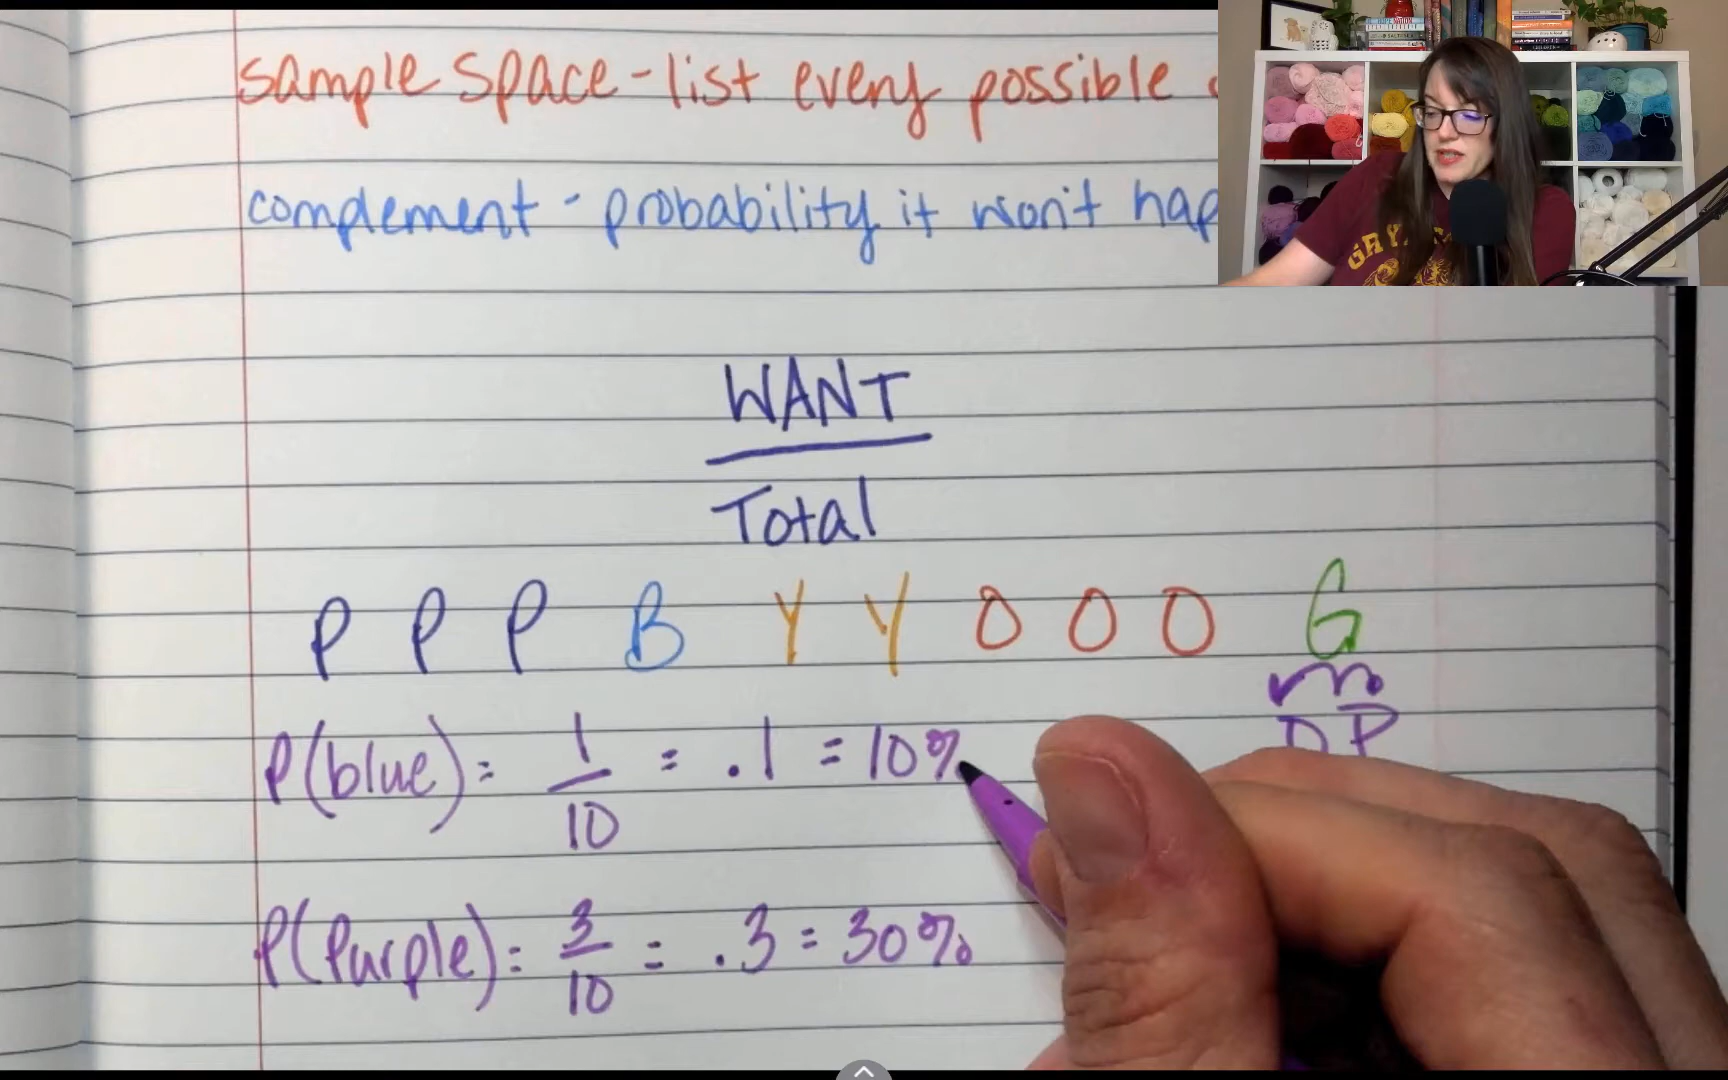 sample space - list every possible
complement - probability it won't hap
WANT
Total
P P P B Y Y O O O G
D P
P(blue) = 1/10 = .1 = 10%
P(Purple) = 3/10 = .3 = 30%